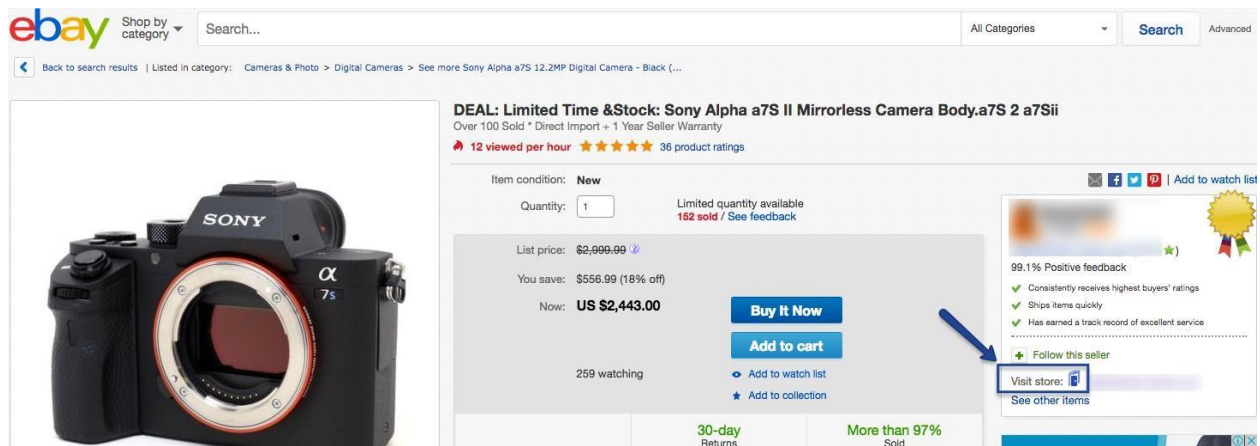 ebay
Shop by category
Search...
All Categories
Search
Advanced
Back to search results | Listed in category: Cameras & Photo > Digital Cameras > See more Sony Alpha a7S 12.2MP Digital Camera - Black (...
DEAL: Limited Time &Stock: Sony Alpha a7S II Mirrorless Camera Body.a7S 2 a7Sii
Over 100 Sold * Direct Import + 1 Year Seller Warranty
12 viewed per hour 36 product ratings
Item condition: New
Quantity: 1
Limited quantity available
152 sold / See feedback
List price: $2,999.99
You save: $556.99 (18% off)
Now: US $2,443.00
Buy It Now
Add to cart
259 watching
Add to watch list
Add to collection
30-day
Returns
More than 97%
Sold
| Add to watch list
)
99.1% Positive feedback
Consistently receives highest buyers' ratings
Ships items quickly
Has earned a track record of excellent service
Follow this seller
Visit store:
See other items
SONY
α
7S